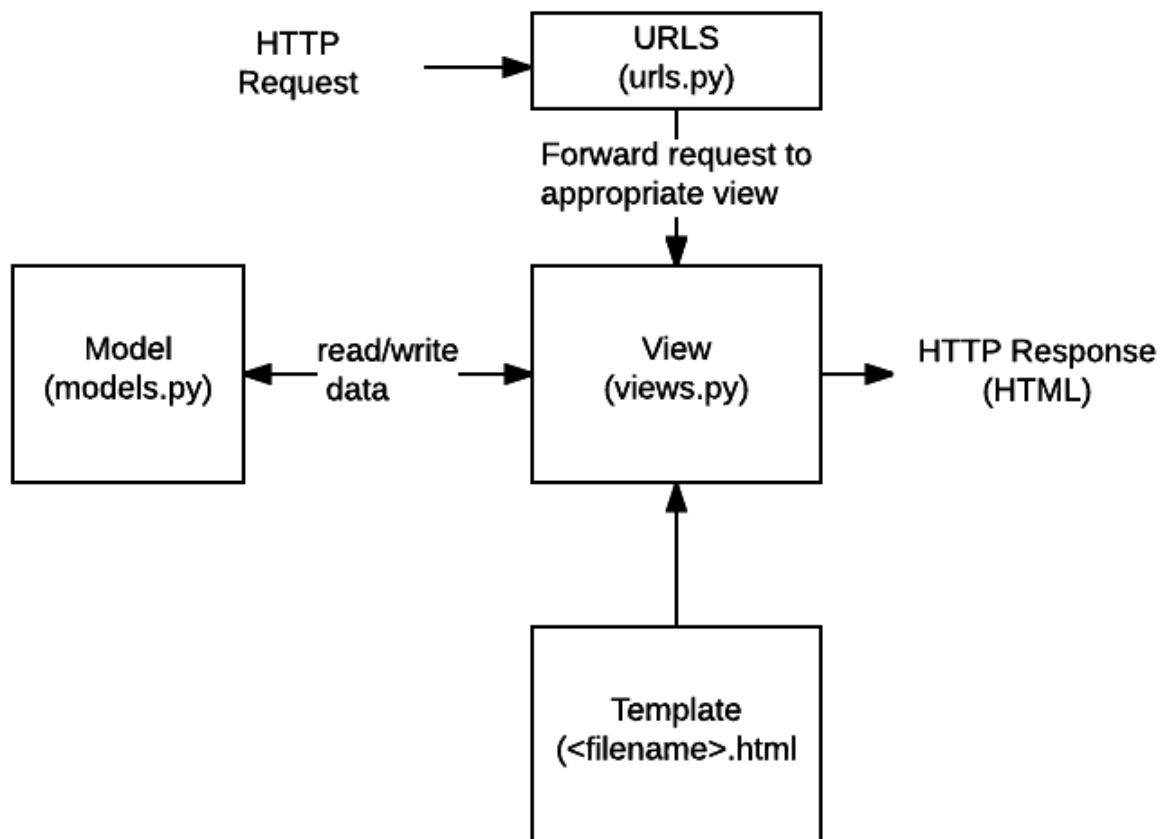 HTTP
Request
URLS
(urls.py)
Forward request to
appropriate view
Model
(models.py)
read/write
data
View
(views.py)
HTTP Response
(HTML)
Template
(<filename>.html